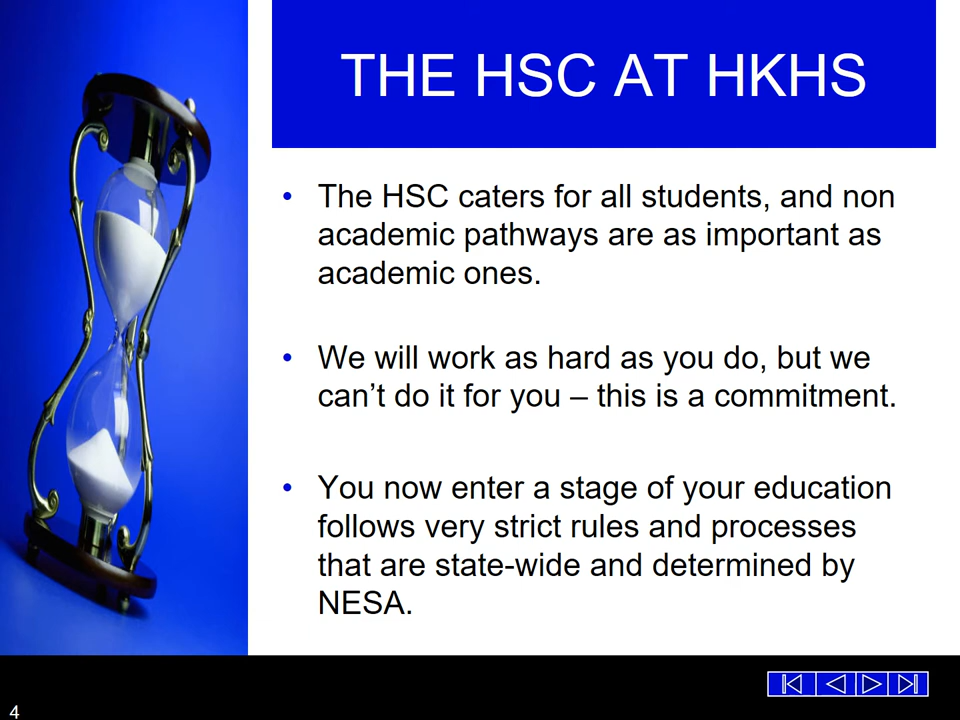 THE HSC AT HKHS
• The HSC caters for all students, and non
academic pathways are as important as
academic ones.
• We will work as hard as you do, but we
can’t do it for you – this is a commitment.
• You now enter a stage of your education
follows very strict rules and processes
that are state-wide and determined by
NESA.
4